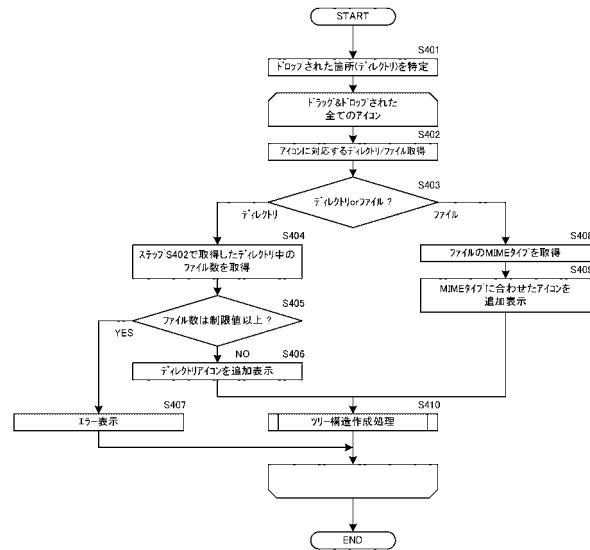 START
S401
ドロップされた箇所(ディレクトリ)を特定
ドラッグ&ドロップされた
全てのアイコン
S402
アイコンに対応するディレクトリ/ファイル取得
S403
ディレクトリorファイル？
ディレクトリ
ファイル
S404
ステップS402で取得したディレクトリ中の
ファイル数を取得
S408
ファイルのMIMEタイプを取得
S409
MIMEタイプに合わせたアイコンを
追加表示
S405
ファイル数は制限値以上？
YES
NO
S406
ディレクトリアイコンを追加表示
S407
エラー表示
S410
ツリー構造作成処理
END